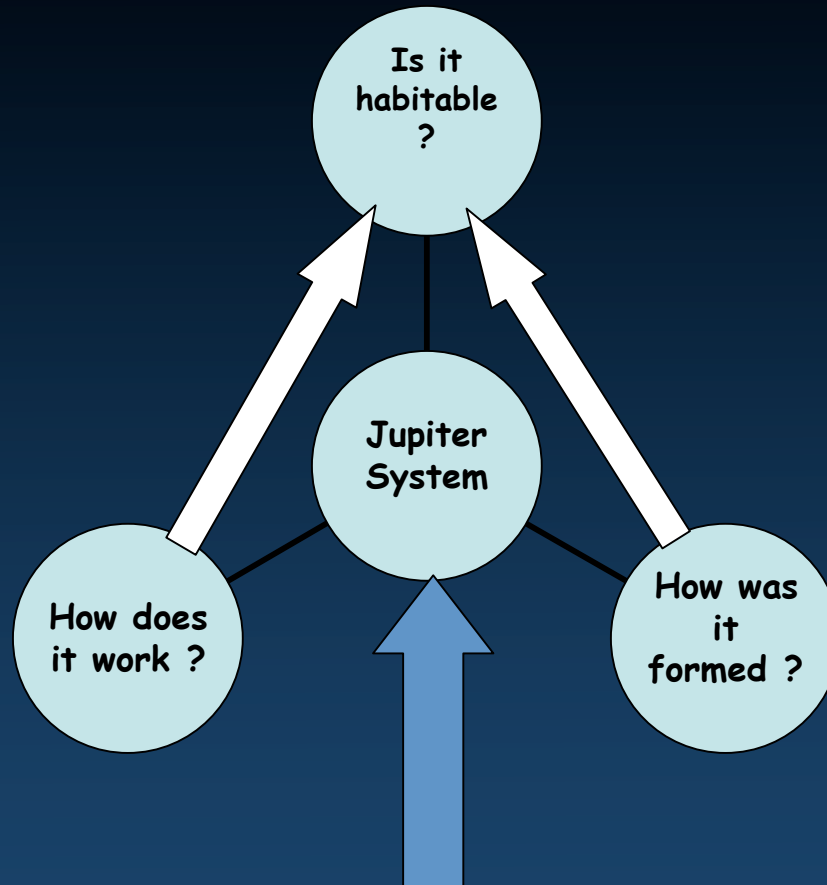 Is it
habitable
?
Jupiter
System
How does
it work ?
How was
it
formed ?